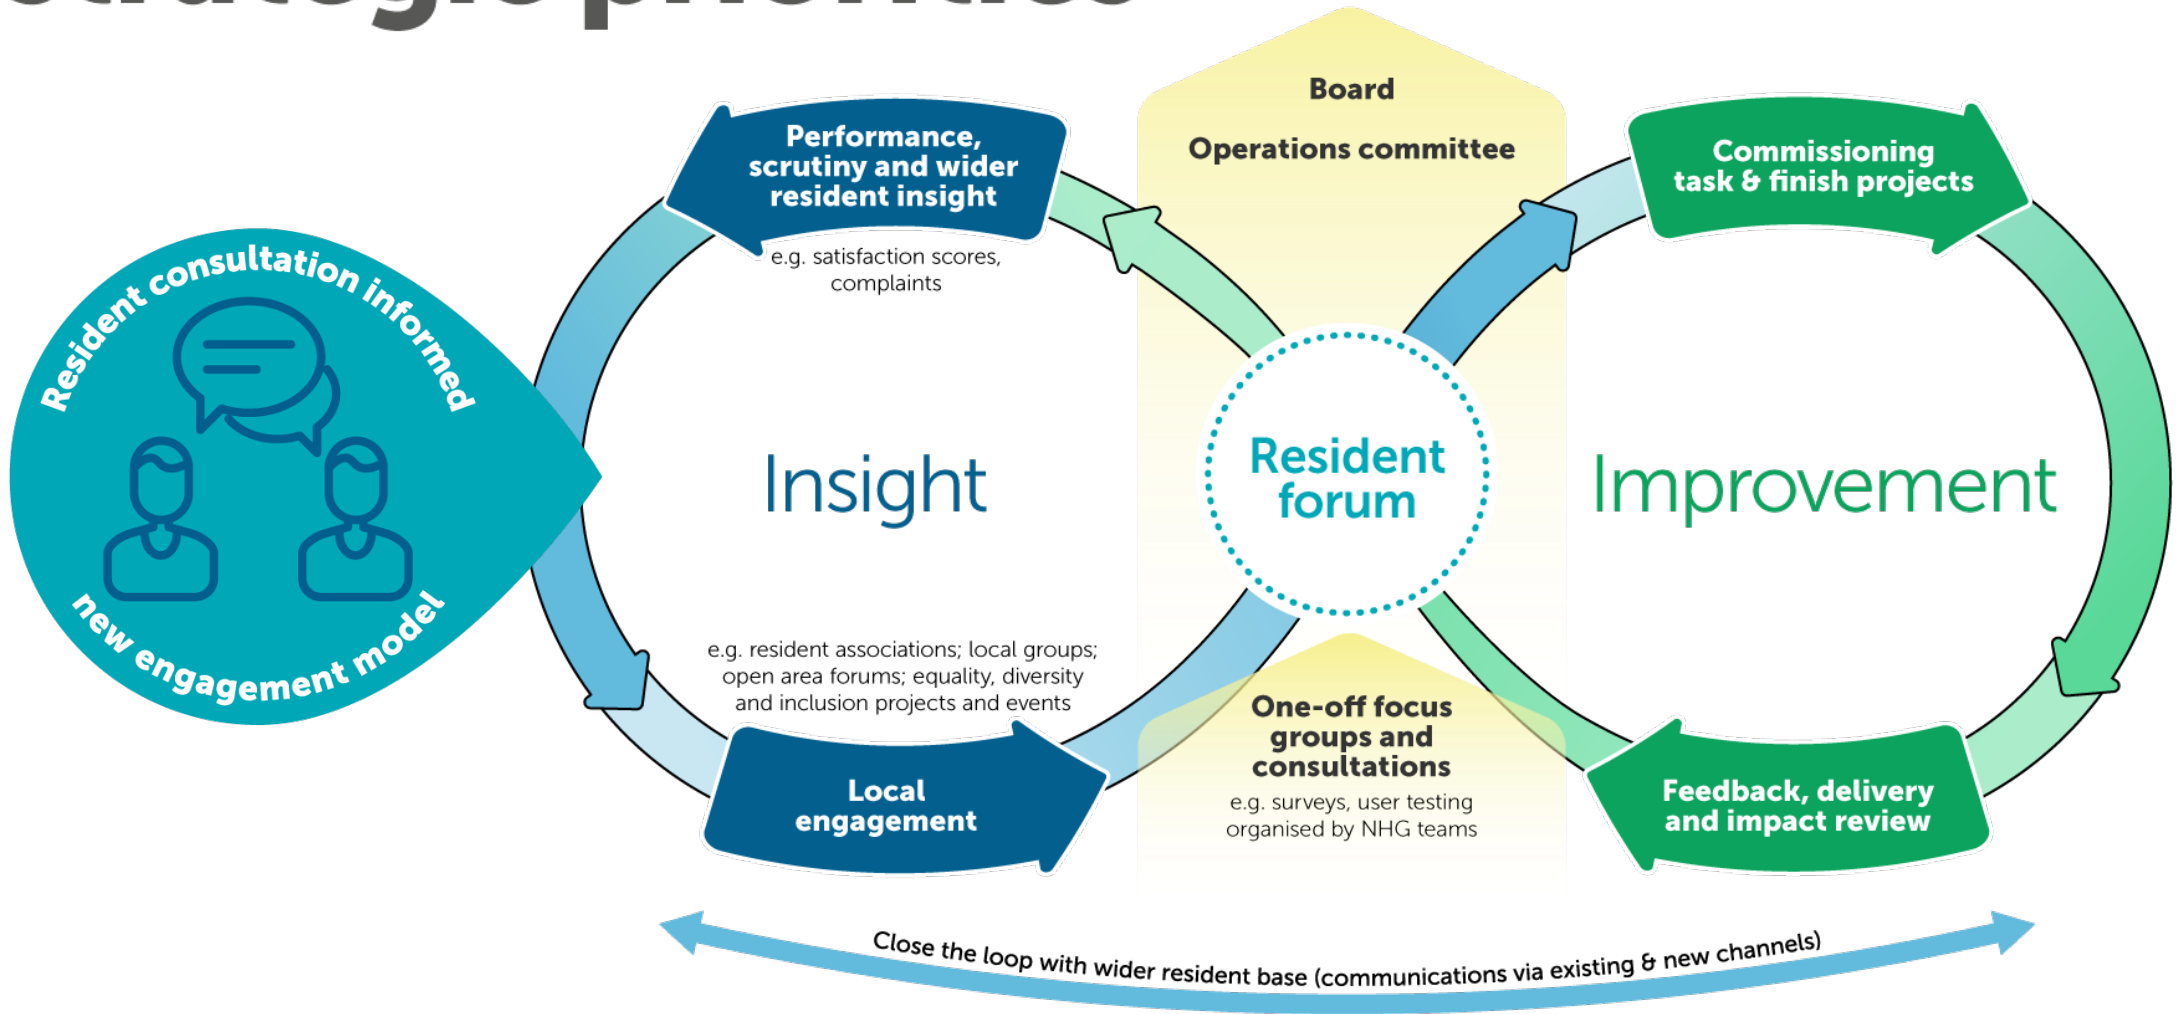 Board
Operations committee
Performance,
scrutiny and wider
resident insight
e.g. satisfaction scores,
complaints
Commissioning
task & finish projects
Resident consultation informed
new engagement model
Insight
Resident
forum
Improvement
e.g. resident associations; local groups;
open area forums; equality, diversity
and inclusion projects and events
Local
engagement
One-off focus
groups and
consultations
e.g. surveys, user testing
organised by NHG teams
Feedback, delivery
and impact review
Close the loop with wider resident base (communications via existing & new channels)